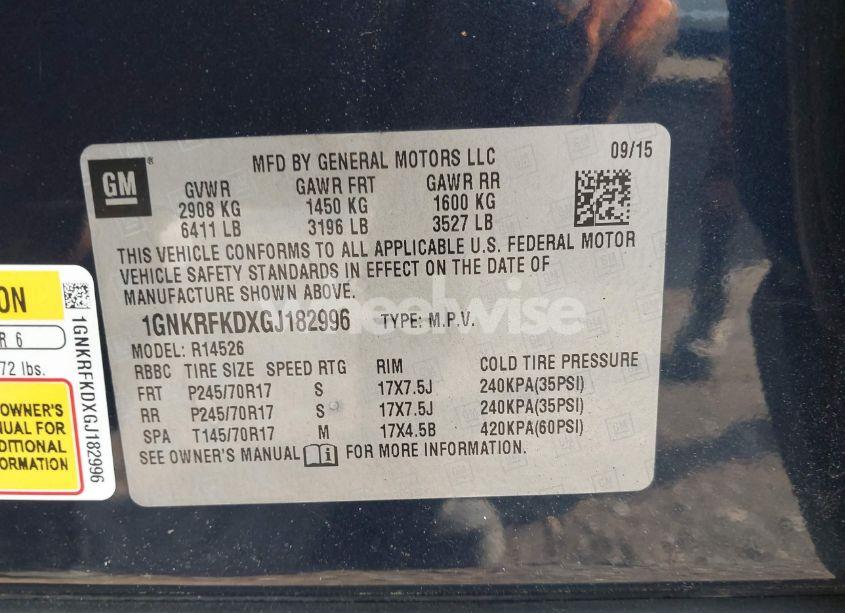 GM
MFD BY GENERAL MOTORS LLC 09/15
GVWR GAWR FRT GAWR RR
2908 KG 1450 KG 1600 KG
6411 LB 3196 LB 3527 LB
THIS VEHICLE CONFORMS TO ALL APPLICABLE U.S. FEDERAL MOTOR
VEHICLE SAFETY STANDARDS IN EFFECT ON THE DATE OF
MANUFACTURE SHOWN ABOVE.
1GNKRFKDXGJ182996 TYPE: M.P.V.
MODEL: R14526
RBBC TIRE SIZE SPEED RTG RIM COLD TIRE PRESSURE
FRT P245/70R17 S 17X7.5J 240KPA(35PSI)
RR P245/70R17 S 17X7.5J 240KPA(35PSI)
SPA T145/70R17 M 17X4.5B 420KPA(60PSI)
SEE OWNER'S MANUAL i FOR MORE INFORMATION.
wheelwise
ON
R 6
72 lbs.
OWNER'S
NUAL FOR
DITIONAL
FORMATION
1GNKRFKDXGJ182996